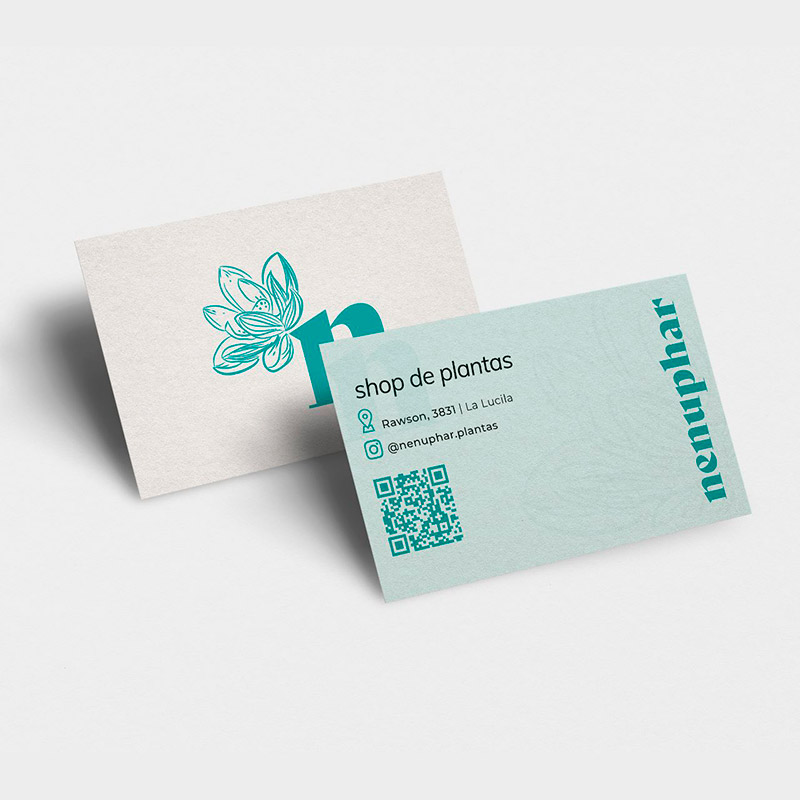 n
shop de plantas
Rawson, 3831 | La Lucila
@nenuphar.plantas
nenuphar